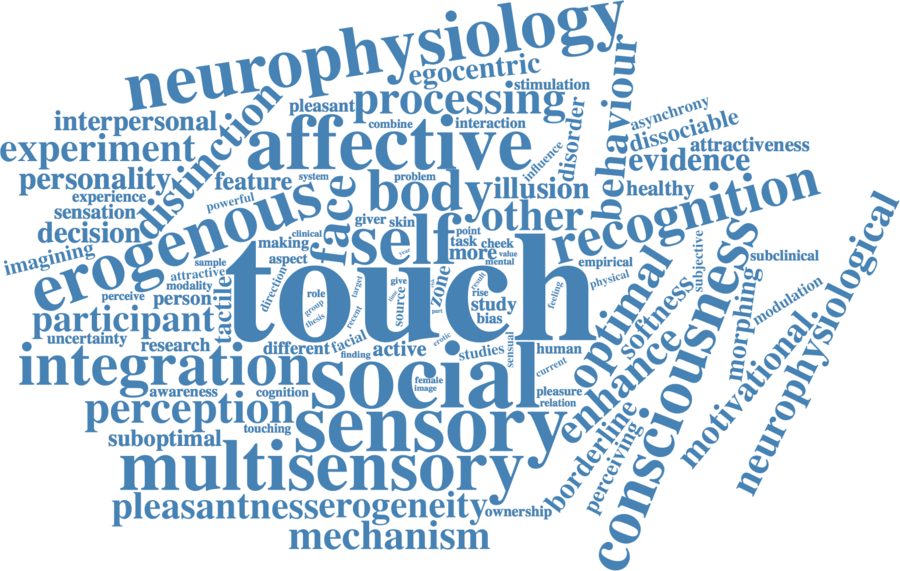 neurophysiology
egocentric
stimulation
pleasant
processing
behaviour
asynchrony
interpersonal
combine
interaction
disorder
dissociable
distinction
affective
influence
attractiveness
experiment
evidence
personality
feature
system
problem
body
illusion
healthy
recognition
experience
powerful
face
sensation
erogenous
giver
skin
self
point
other
decision
clinical
making
task
cheek
more
value
mental
imagining
aspect
empirical
subjective
consciousness
subclinical
neurophysiological
sample
attractive
modality
direction
touch
zone
result
feeling
physical
optimal
softness
morphing
modulation
perceive
person
tactile
role
group
thesis
target
recent
give
source
part
rise
study
bias
participant
uncertainty
research
different
facial
finding
active
studies
erotic
sensual
human
current
enhance
motivational
integration
social
awareness
cognition
female
image
pleasure
relation
perception
sensory
borderline
perceiving
touching
suboptimal
multisensory
pleasantness
erogeneity
ownership
mechanism